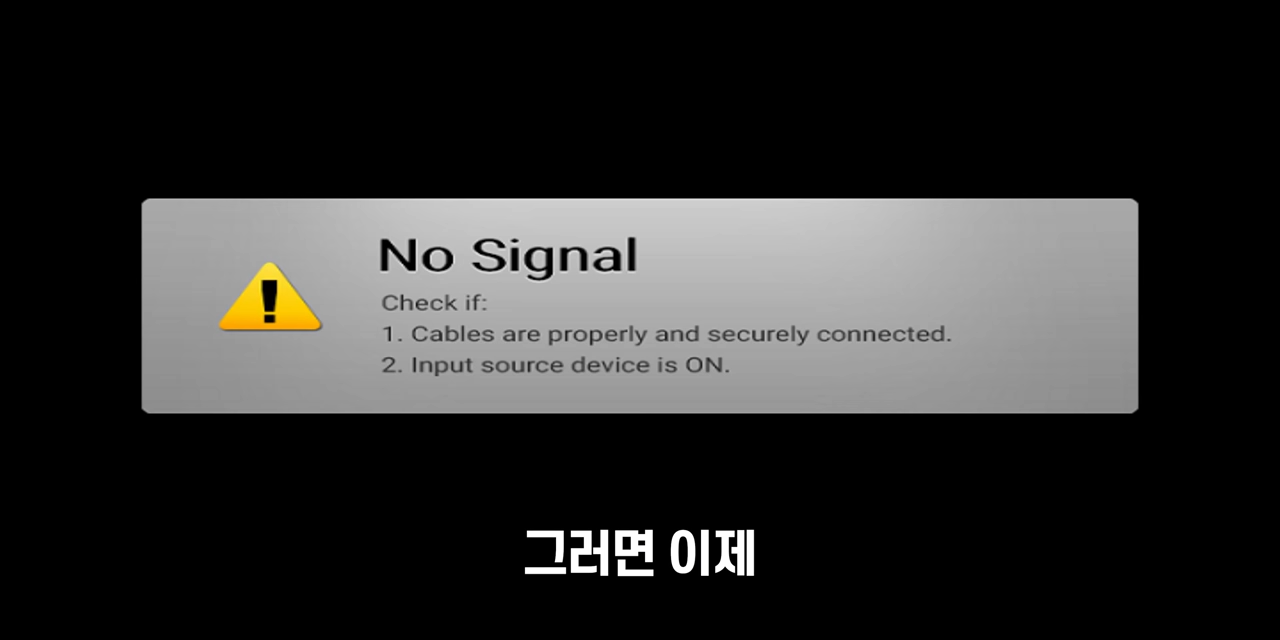 No Signal
Check if:
1. Cables are properly and securely connected.
2. Input source device is ON.
그러면 이제